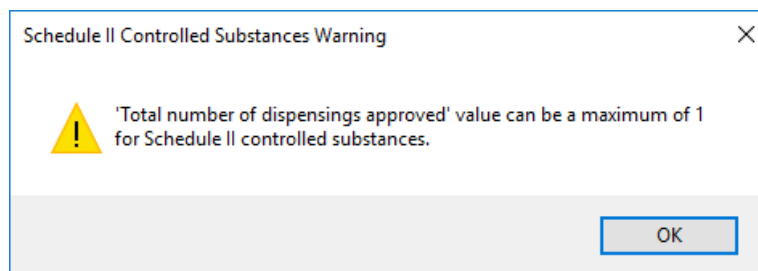 Schedule II Controlled Substances Warning
'Total number of dispensings approved' value can be a maximum of 1
for Schedule II controlled substances.
OK